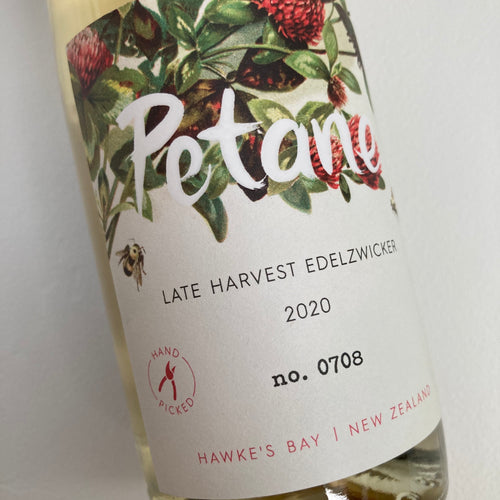 Petane
LATE HARVEST EDELZWICKER
2020
HAND
PICKED
no. 0708
HAWKE'S BAY | NEW ZEALAND